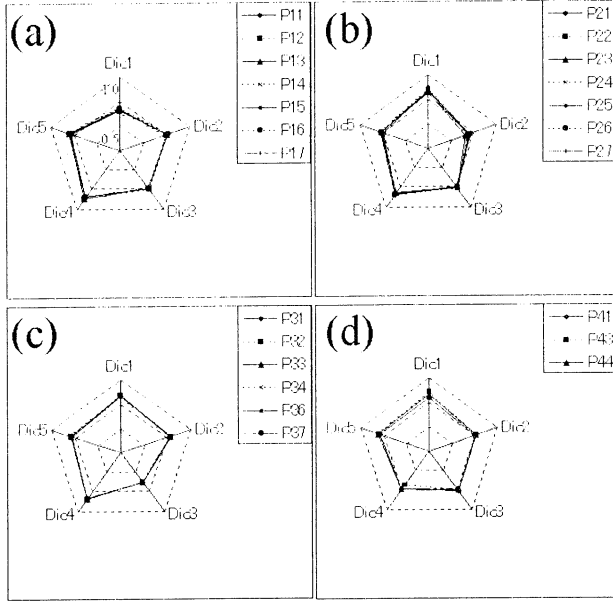 (a)
P11
P12
P13
P14
P15
P16
P17
Dic1
1.0
Dic5
Dic2
0.5
Dic4
Dic3
(b)
P21
P22
P23
P24
P25
P26
P27
Dic1
Dic5
Dic2
Dic4
Dic3
(c)
P31
P32
P33
P34
P36
P37
Dic1
Dic5
Dic2
Dic4
Dic3
(d)
P41
P43
P44
Dic1
Dic5
Dic2
Dic4
Dic3